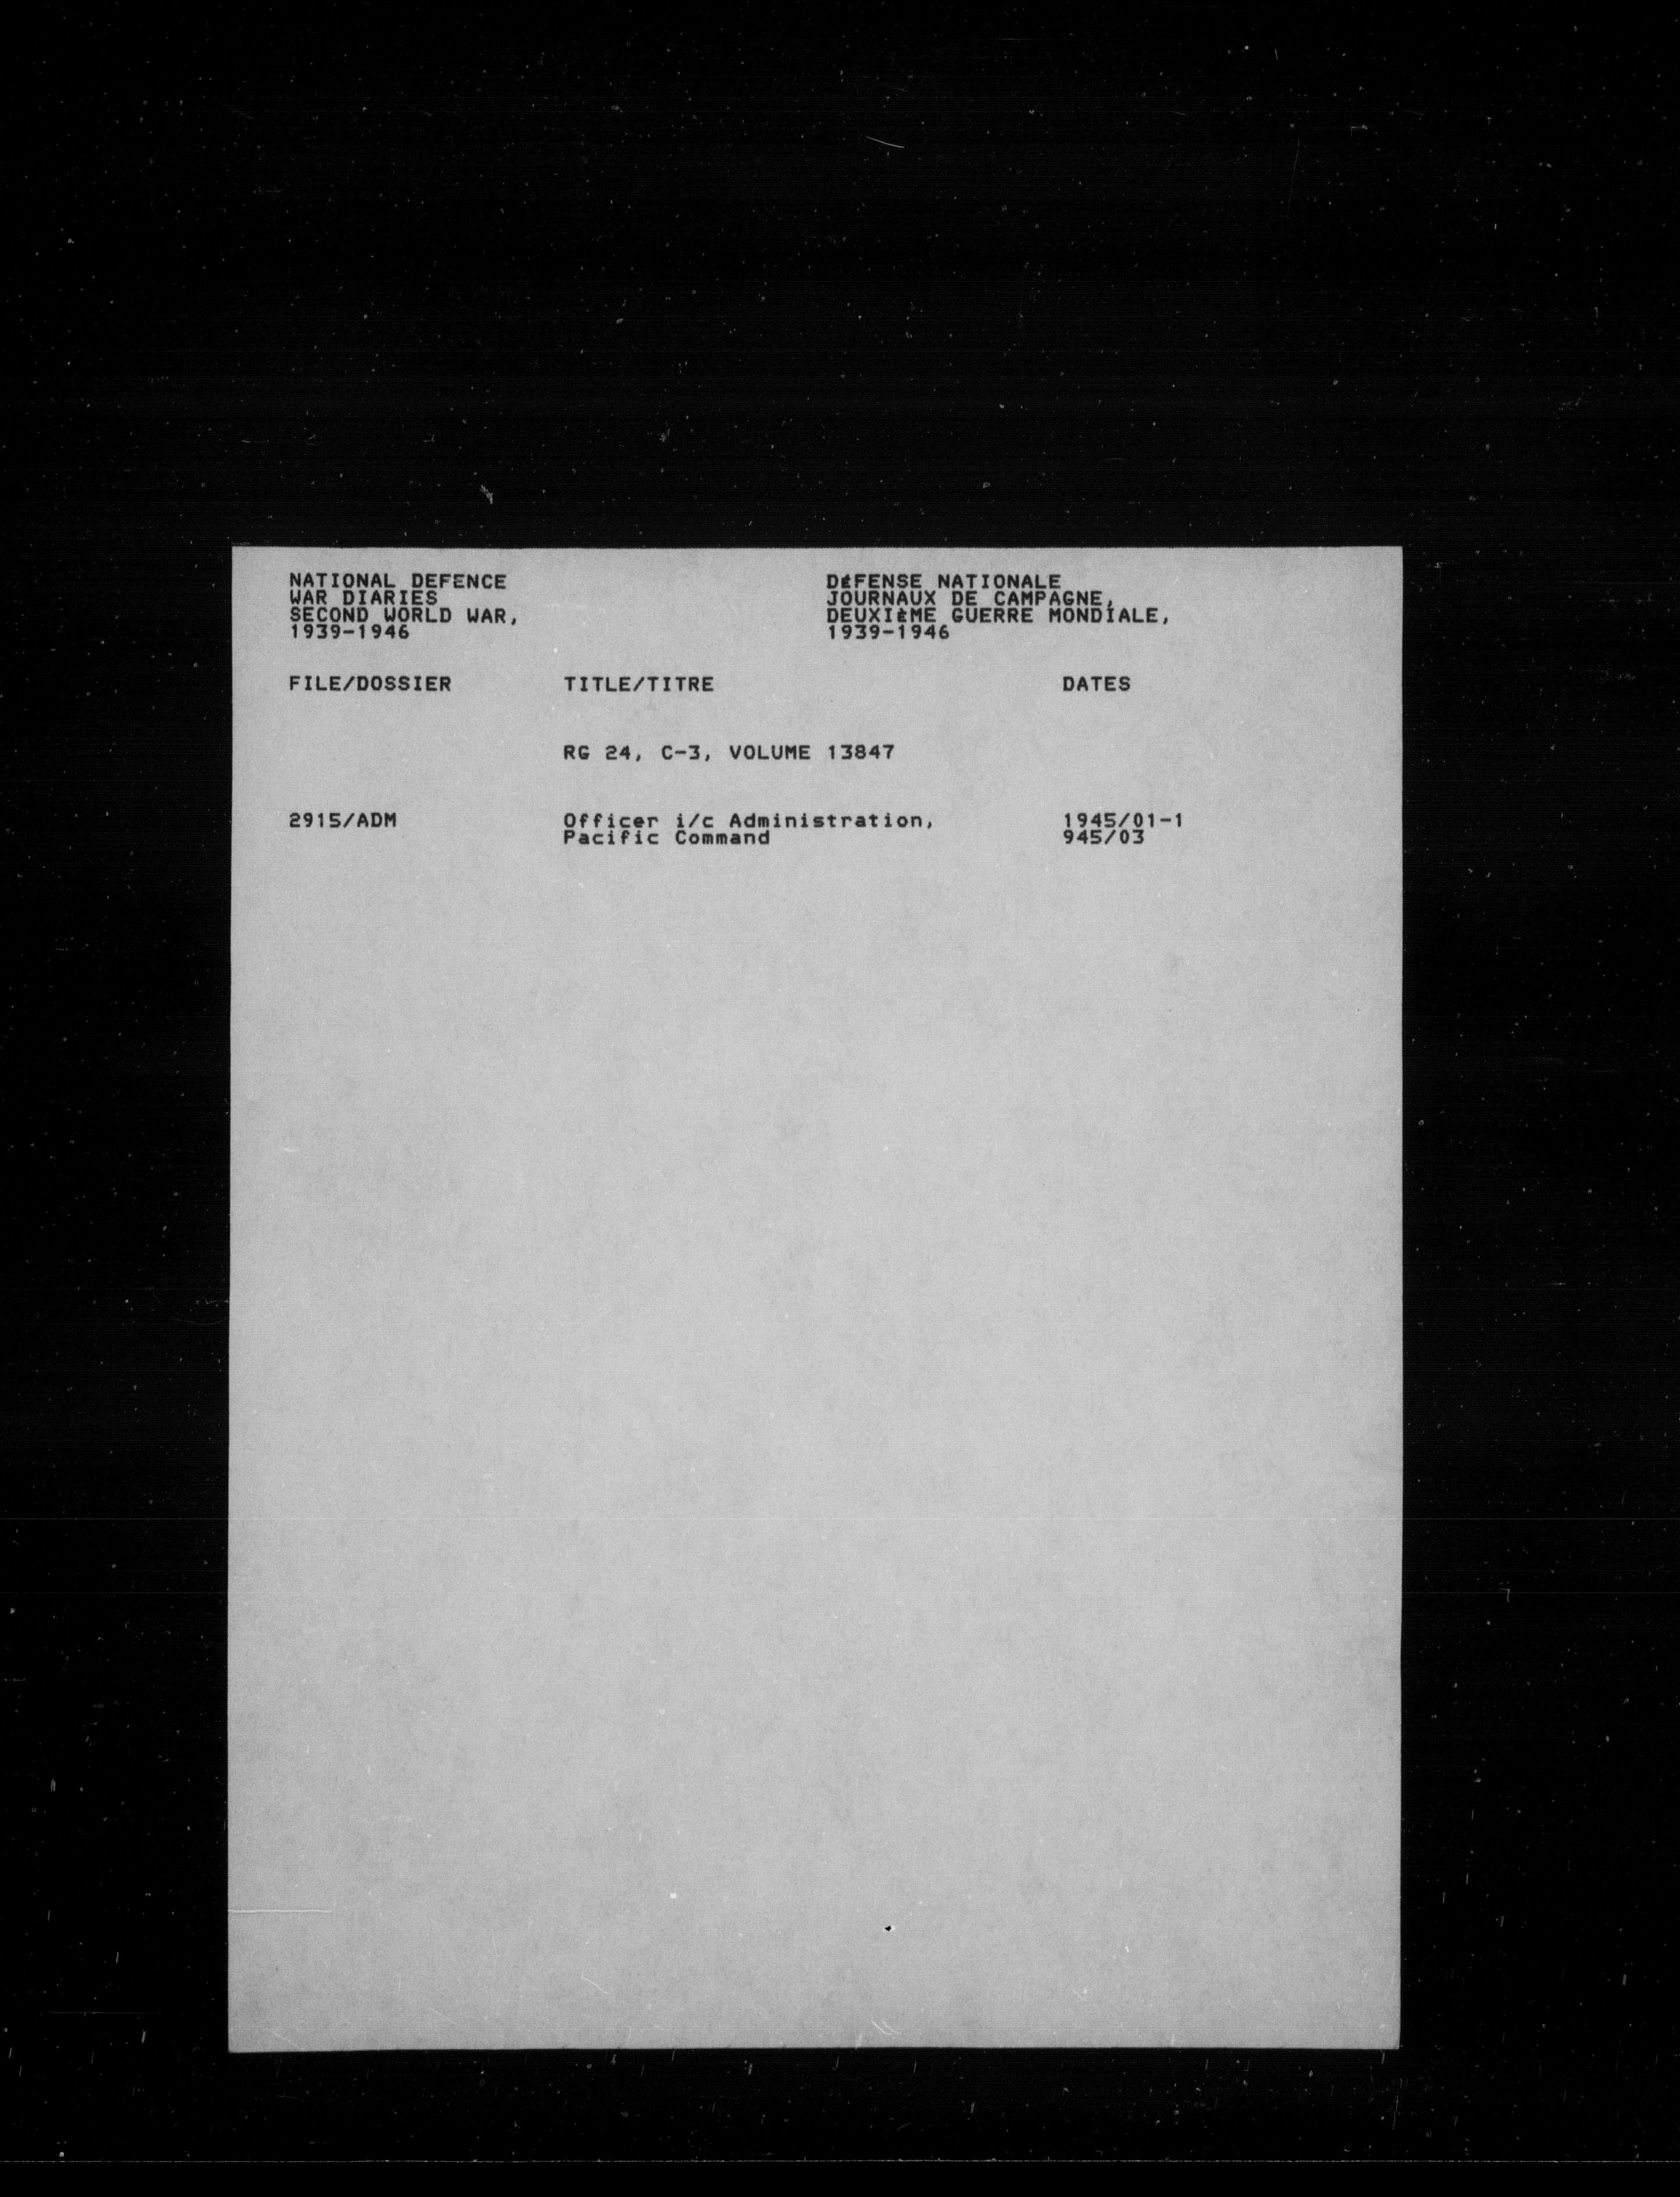 NATIONAL DEFENCE
WAR DIARIES
SECOND WORLD WAR,
1939-1946
DÉFENSE NATIONALE
JOURNAUX DE CAMPAGNE,
DEUXIÈME GUERRE MONDIALE,
1939-1946
FILE/DOSSIER TITLE/TITRE DATES
RG 24, C-3, VOLUME 13847
2915/ADM Officer i/c Administration, 1945/01-1
Pacific Command 945/03